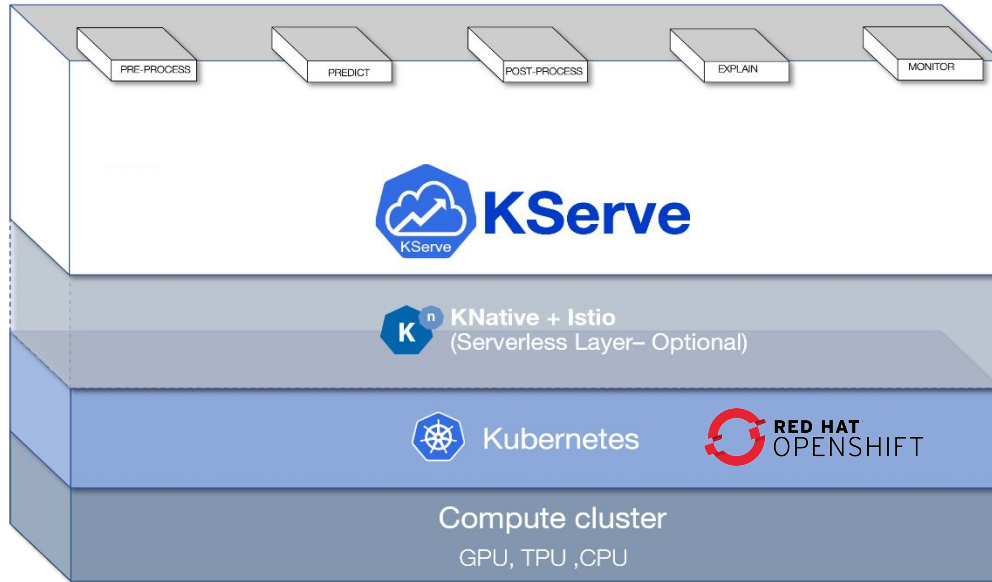 PRE-PROCESS
PREDICT
POST-PROCESS
EXPLAIN
MONITOR
KServe
KServe
K
n
KNative + Istio
(Serverless Layer– Optional)
Kubernetes
RED HAT
OPENSHIFT
Compute cluster
GPU, TPU ,CPU